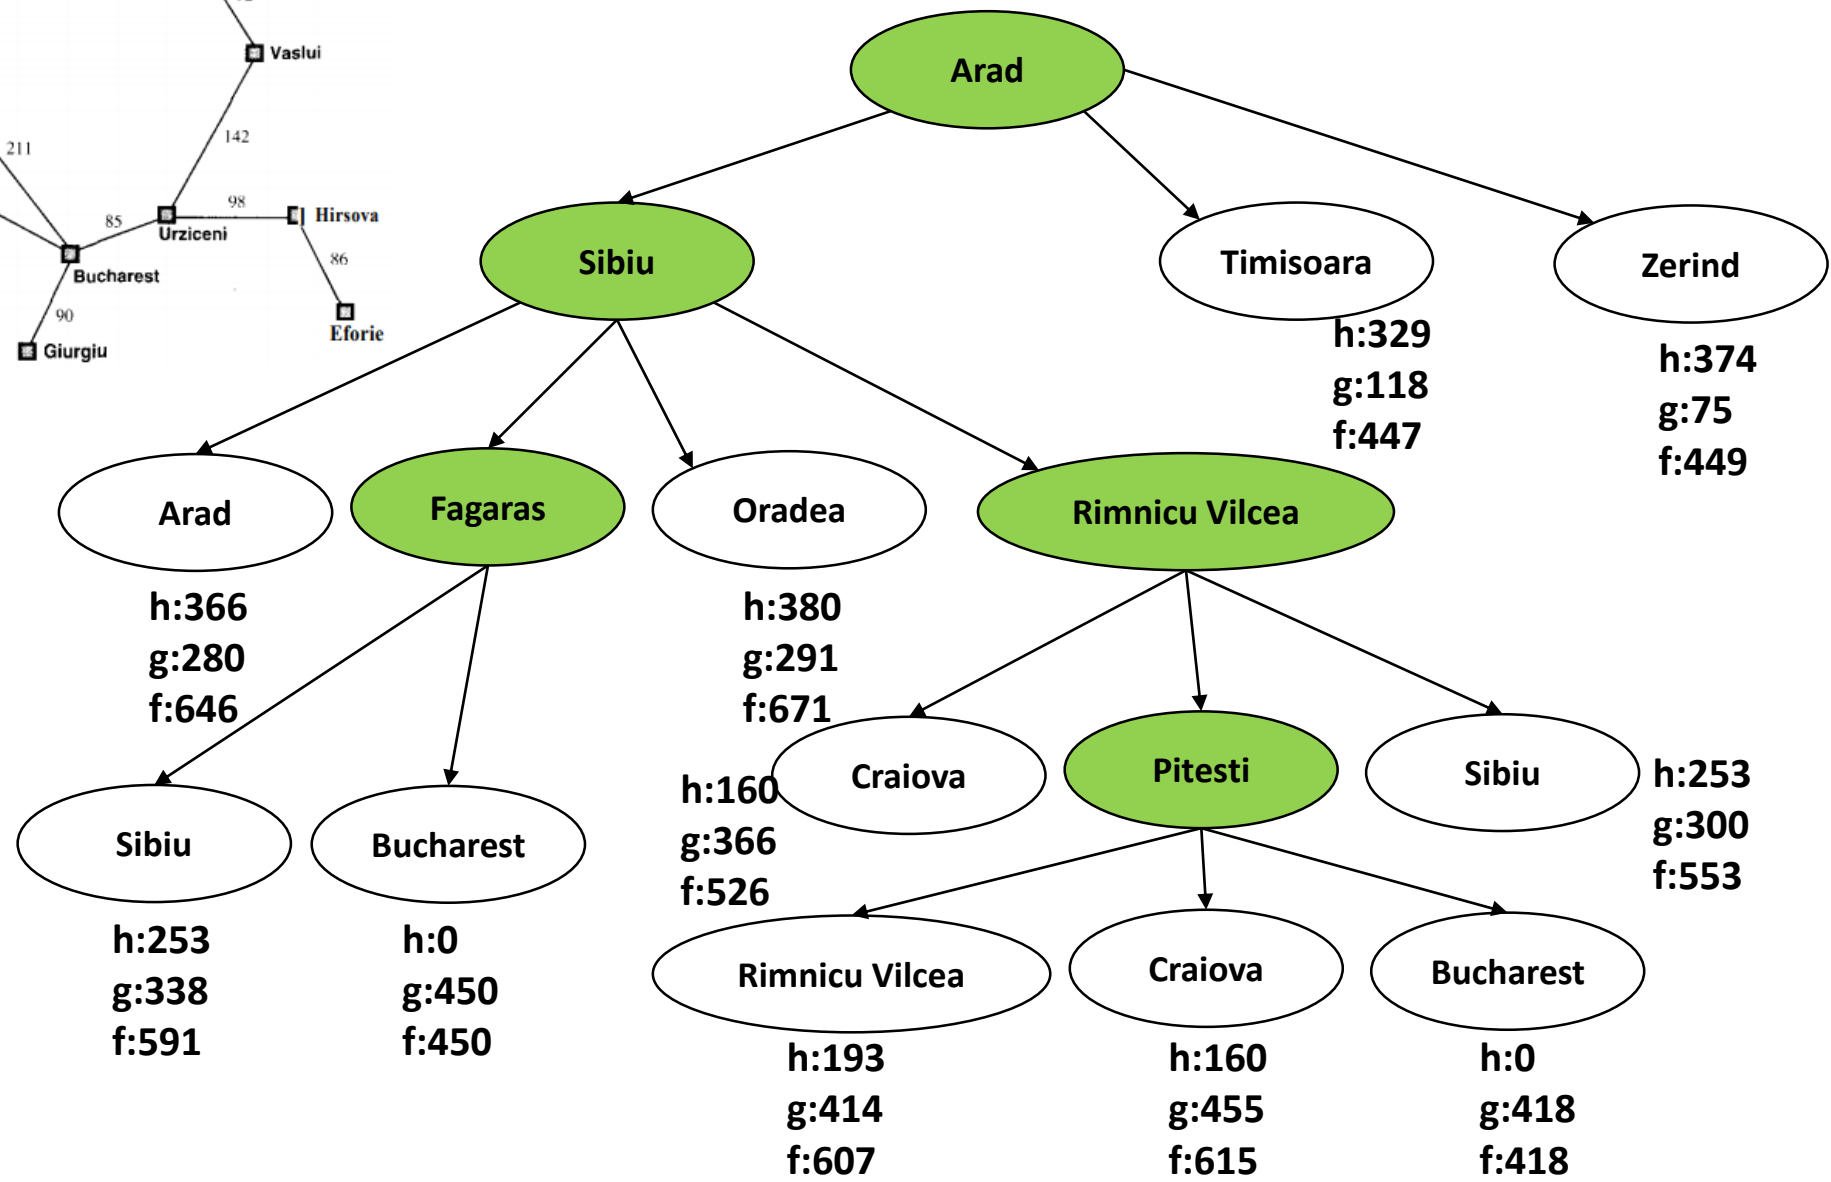 Vaslui
142
211
98
85
Hirsova
Urziceni
86
Bucharest
90
Eforie
Giurgiu
Arad
Sibiu
Timisoara
Zerind
h:329
g:118
f:447
h:374
g:75
f:449
Arad
Fagaras
Oradea
Rimnicu Vilcea
h:366
g:280
f:646
h:380
g:291
f:671
Craiova
Pitesti
Sibiu
h:160
g:366
f:526
h:253
g:300
f:553
Sibiu
Bucharest
h:253
g:338
f:591
h:0
g:450
f:450
Rimnicu Vilcea
Craiova
Bucharest
h:193
g:414
f:607
h:160
g:455
f:615
h:0
g:418
f:418